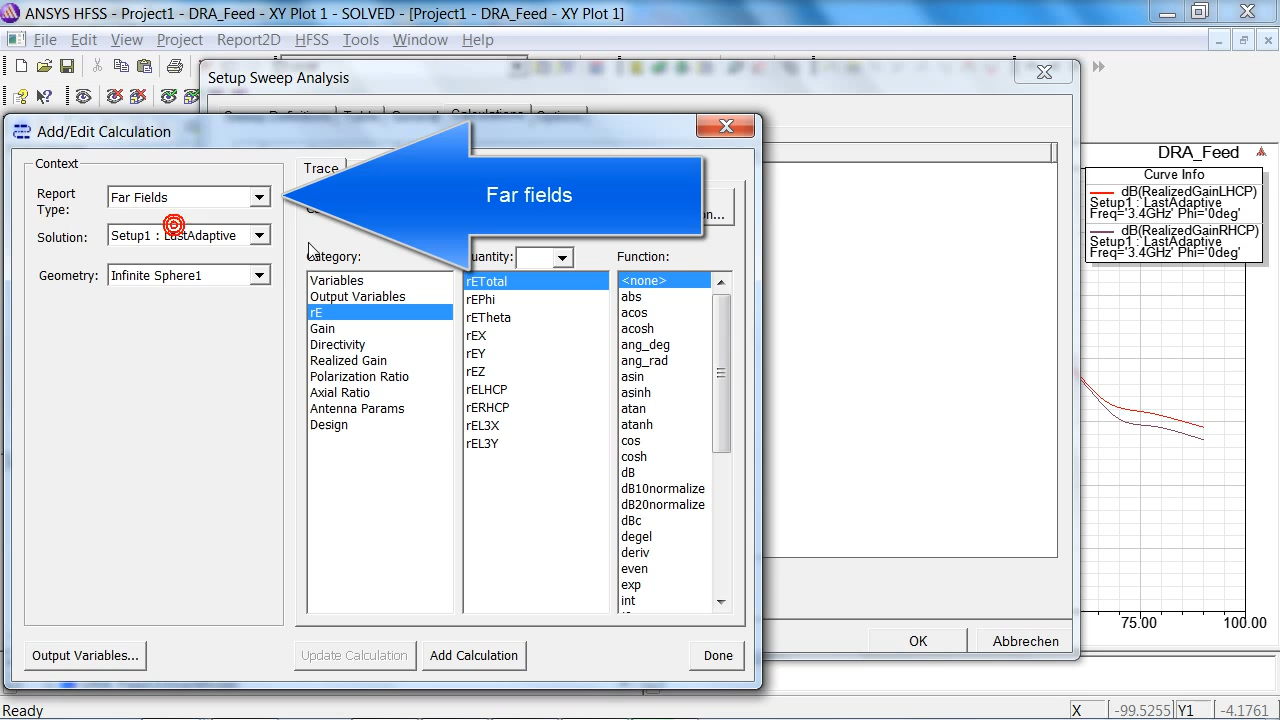 ANSYS HFSS - Project1 - DRA_Feed - XY Plot 1 - SOLVED - [Project1 - DRA_Feed - XY Plot 1]
File Edit View Project Report2D HFSS Tools Window Help
Setup Sweep Analysis
Calculations
Add/Edit Calculation
Context
Report Type:
Far Fields
Solution:
Setup1 : LastAdaptive
Geometry:
Infinite Sphere1
Trace
Far fields
Category:
Variables
Output Variables
rE
Gain
Directivity
Realized Gain
Polarization Ratio
Axial Ratio
Antenna Params
Design
rETotal
rEPhi
rETheta
rEX
rEY
rEZ
rELHCP
rERHCP
rEL3X
rEL3Y
Function:
<none>
abs
acos
acosh
ang_deg
ang_rad
asin
asinh
atan
atanh
cos
cosh
dB
dB10normalize
dB20normalize
dBc
degel
deriv
even
exp
int
Output Variables...
Update Calculation
Add Calculation
Done
OK
Abbrechen
DRA_Feed
Curve Info
dB(RealizedGainLHCP)
Setup1 : LastAdaptive
Freq='3.4GHz' Phi='0deg'
dB(RealizedGainRHCP)
Setup1 : LastAdaptive
Freq='3.4GHz' Phi='0deg'
75.00 100.00
Ready
X -99.5255 Y1 -4.1761